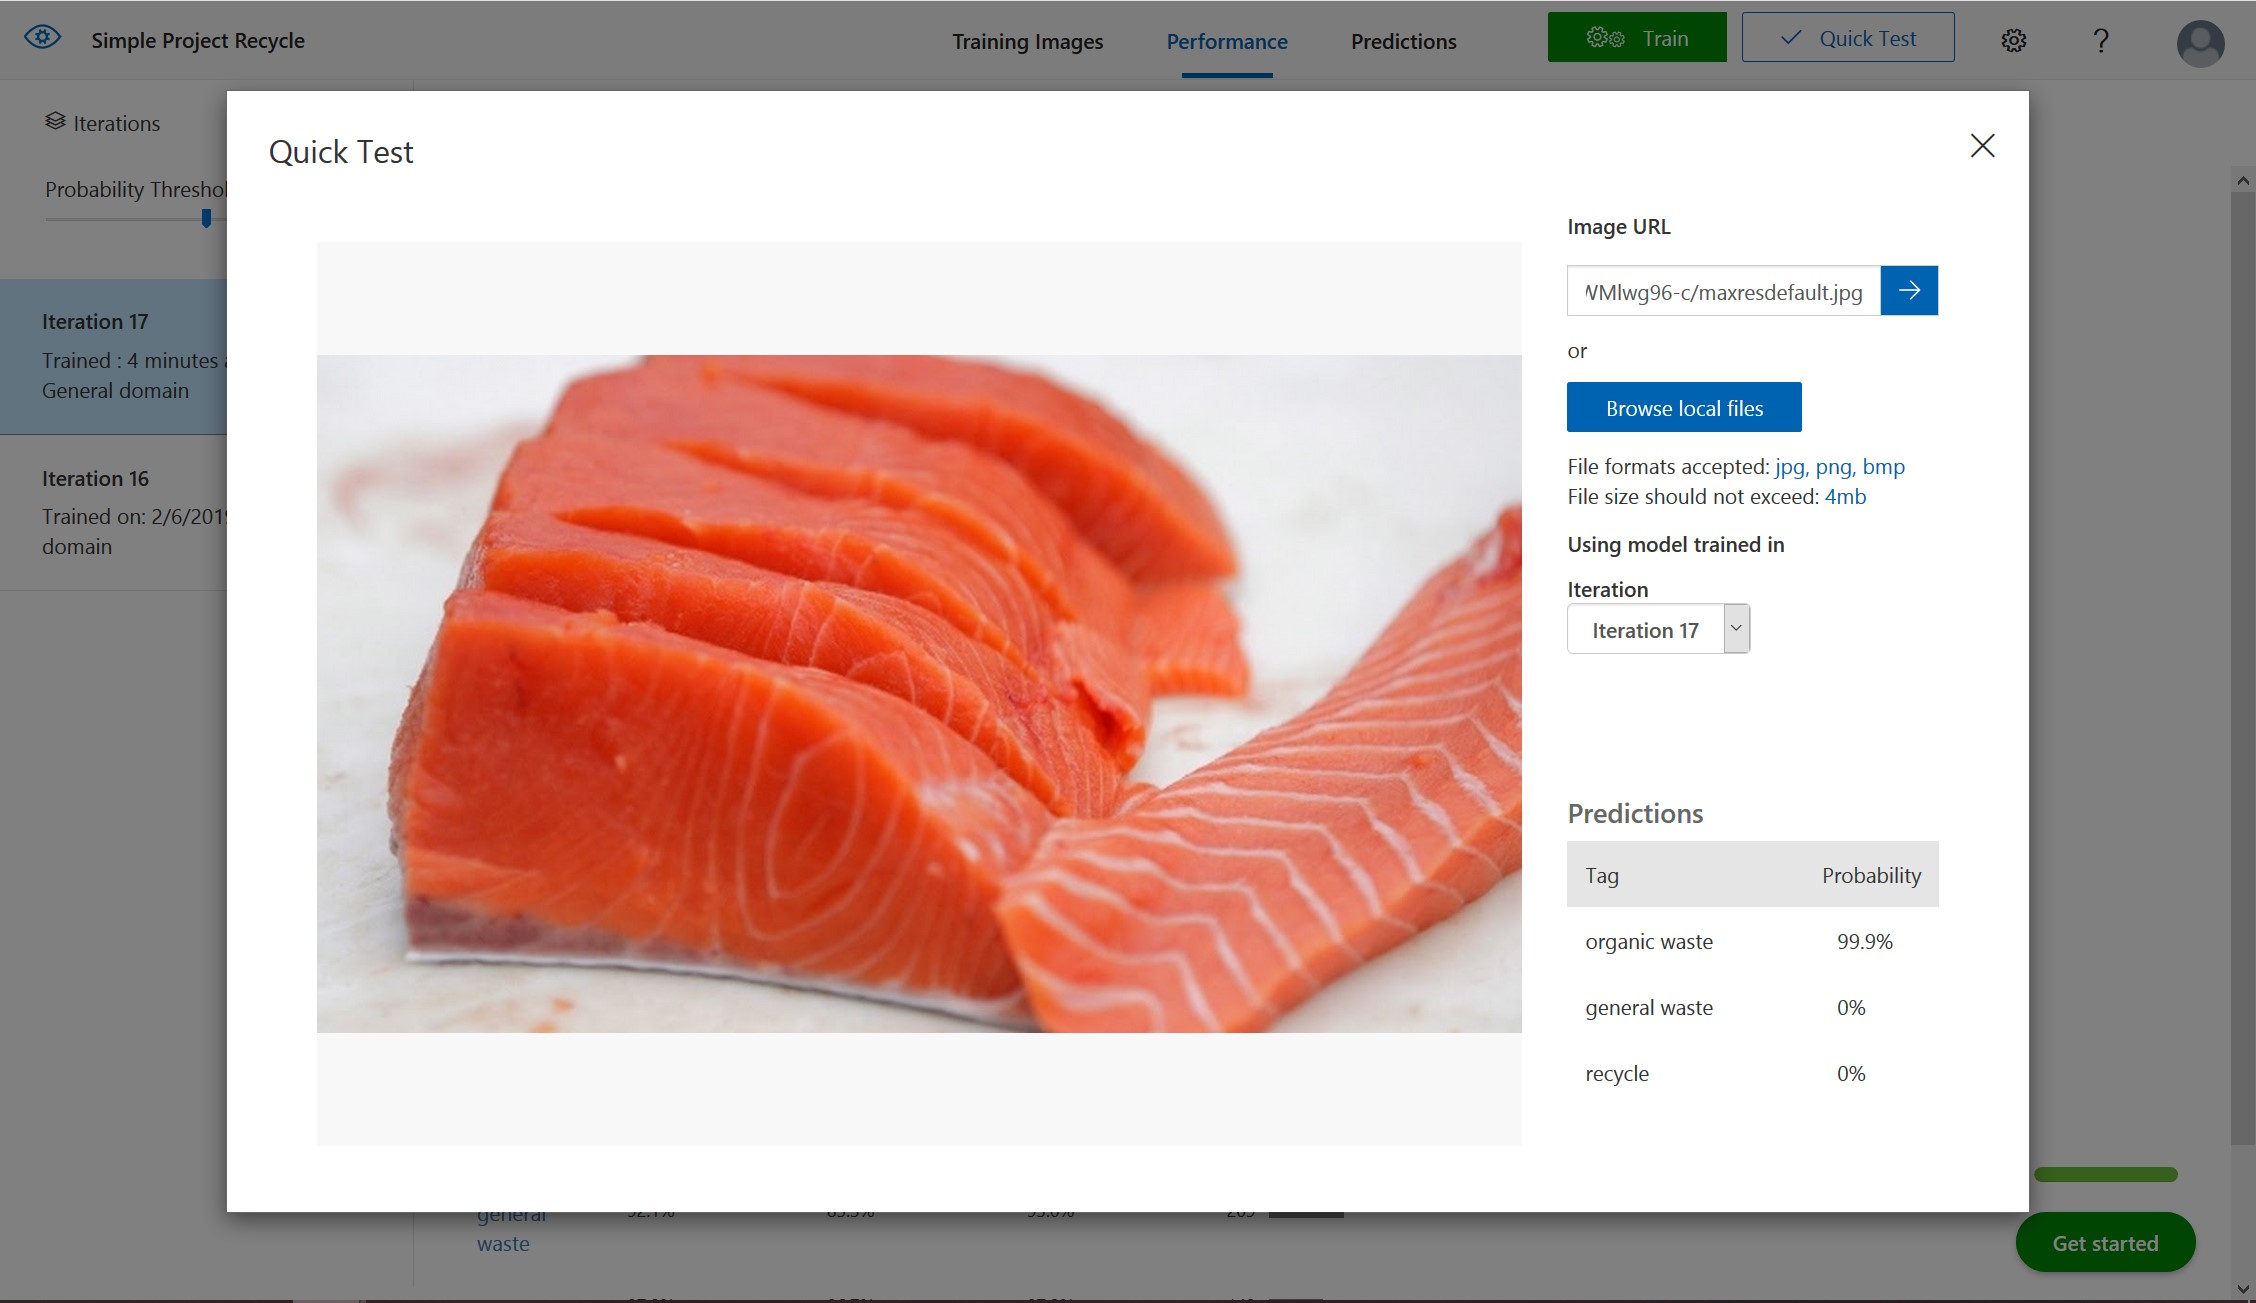 Simple Project Recycle
Training Images
Performance
Predictions
Train
Quick Test
?
Iterations
Probability
Iteration 17
Trained : 4 minutes
General domain
Iteration 16
Trained on: 2/6/201
domain
Quick Test
Image URL
WMlwg96-c/maxresdefault.jpg
or
Browse local files
File formats accepted: jpg, png, bmp
File size should not exceed: 4mb
Using model trained in
Iteration
Iteration 17
Predictions
Tag Probability
organic waste 99.9%
general waste 0%
recycle 0%
general
waste
Get started